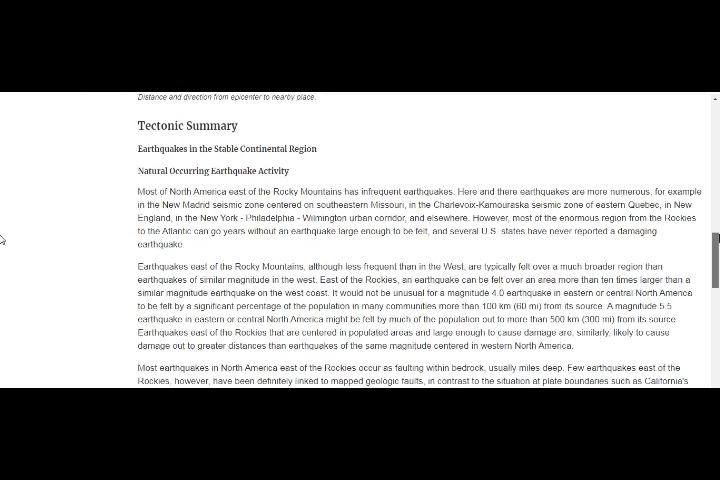 Distance and direction from epicenter to nearby place.
Tectonic Summary
Earthquakes in the Stable Continental Region
Natural Occurring Earthquake Activity
Most of North America east of the Rocky Mountains has infrequent earthquakes. Here and there earthquakes are more numerous, for example
in the New Madrid seismic zone centered on southeastern Missouri, in the Charlevoix-Kamouraska seismic zone of eastern Quebec, in New
England, in the New York - Philadelphia - Wilmington urban corridor, and elsewhere. However, most of the enormous region from the Rockies
to the Atlantic can go years without an earthquake large enough to be felt, and several U.S. states have never reported a damaging
earthquake.
Earthquakes east of the Rocky Mountains, although less frequent than in the West, are typically felt over a much broader region than
earthquakes of similar magnitude in the west. East of the Rockies, an earthquake can be felt over an area more than ten times larger than a
similar magnitude earthquake on the west coast. It would not be unusual for a magnitude 4.0 earthquake in eastern or central North America
to be felt by a significant percentage of the population in many communities more than 100 km (60 mi) from its source. A magnitude 5.5
earthquake in eastern or central North America might be felt by much of the population out to more than 500 km (300 mi) from its source.
Earthquakes east of the Rockies that are centered in populated areas and large enough to cause damage are, similarly, likely to cause
damage out to greater distances than earthquakes of the same magnitude centered in western North America.
Most earthquakes in North America east of the Rockies occur as faulting within bedrock, usually miles deep. Few earthquakes east of the
Rockies, however, have been definitely linked to mapped geologic faults, in contrast to the situation at plate boundaries such as California's